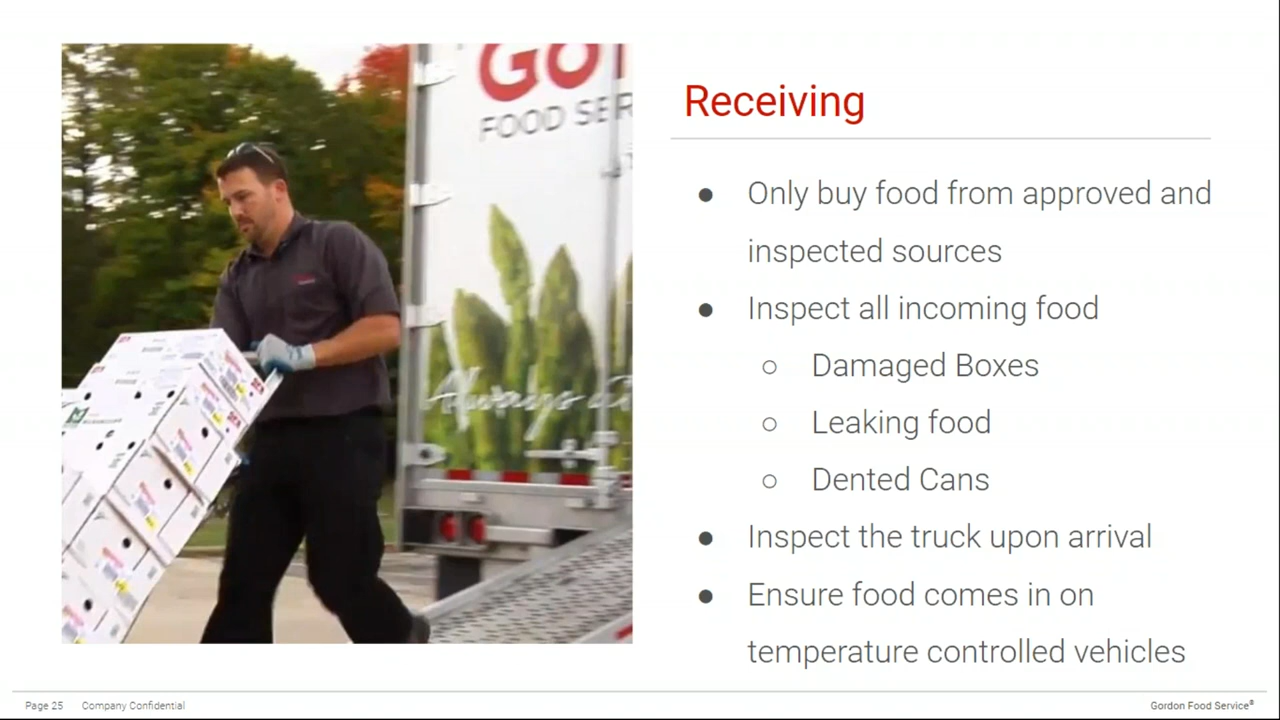 Receiving
● Only buy food from approved and
inspected sources
● Inspect all incoming food
○ Damaged Boxes
○ Leaking food
○ Dented Cans
● Inspect the truck upon arrival
● Ensure food comes in on
temperature controlled vehicles
FOOD SER
Always
Page 25 Company Confidential
Gordon Food Service®